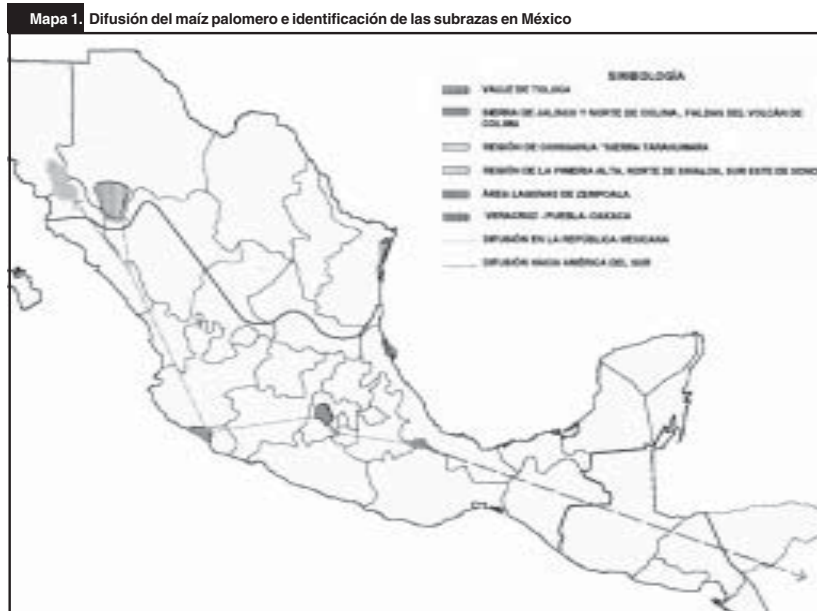 Mapa 1. Difusión del maíz palomero e identificación de las subrazas en México
SIMBOLOGÍA
VALLE DE TOLUCA
SIERRA DE JALISCO Y NORTE DE COLIMA, FALDAS DEL VOLCÁN DE
COLIMA
REGIÓN DE CHIHUAHUA "SIERRA TARAHUMARA
REGIÓN DE LA PIMERIA ALTA, NORTE DE SINALOA, SUR ESTE DE SONO
ÁREA LAGUNAS DE ZEMPOALA
VERACRUZ - PUEBLA- OAXACA
DIFUSIÓN EN LA REPÚBLICA MEXICANA
DIFUSIÓN HACIA AMÉRICA DEL SUR